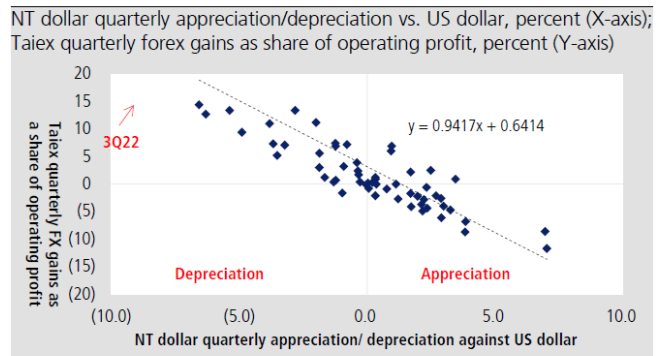 NT dollar quarterly appreciation/depreciation vs. US dollar, percent (X-axis);
Taiex quarterly forex gains as share of operating profit, percent (Y-axis)
Taiex quarterly FX gains as
a share of operating profit
20
15
10
5
0
(5)
(10)
(15)
(20)
3Q22
y = 0.9417x + 0.6414
Depreciation
Appreciation
(10.0)
(5.0)
0.0
5.0
10.0
NT dollar quarterly appreciation/ depreciation against US dollar